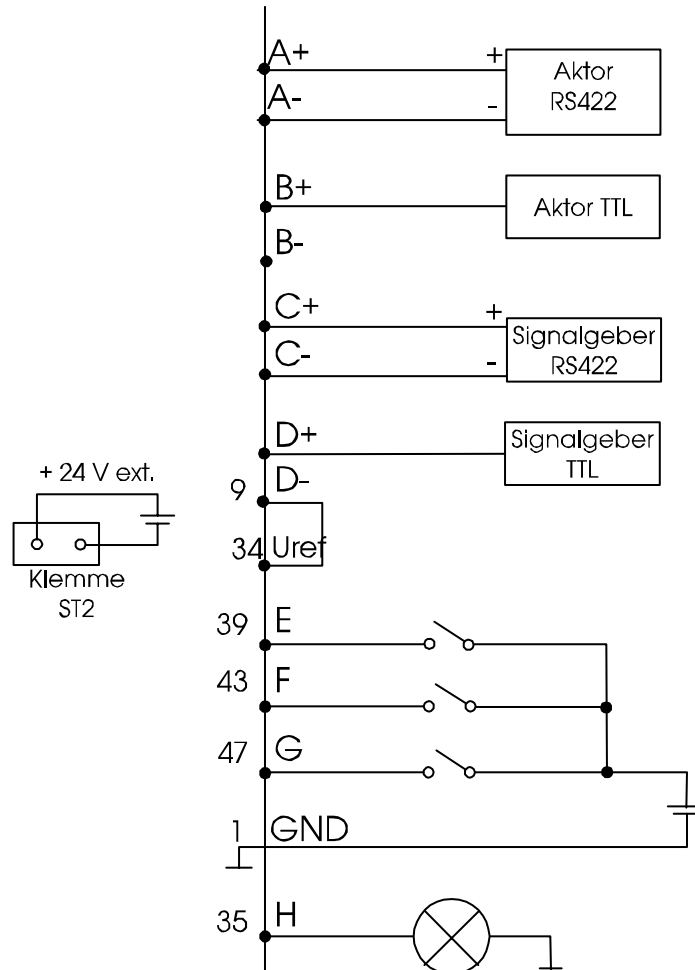 A+
+
Aktor
RS422
A-
-
B+
Aktor TTL
B-
C+
+
Signalgeber
RS422
C-
-
D+
Signalgeber
TTL
+ 24 V ext.
9 D-
34 Uref
Klemme
ST2
39 E
43 F
47 G
1 GND
35 H